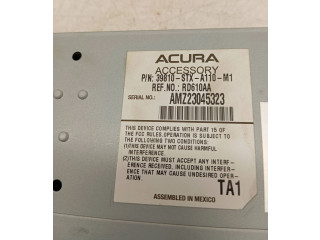 ACURA
ACCESSORY
P/N: 39810-STX-A110-M1
REF.NO.: RD610AA
SERIAL NO.: AMZ23045323
THIS DEVICE COMPLIES WITH PART 15 OF
THE FCC RULES. OPERATION IS SUBJECT TO
THE FOLLOWING TWO CONDITIONS:
(1)THIS DEVICE MAY NOT CAUSE HARMFUL
INTERFERENCE.
(2)THIS DEVICE MUST ACCEPT ANY INTERF-
ERENCE RECEIVED, INCLUDING INTERFER-
ENCE THAT MAY CAUSE UNDESIRED OPERA-
TION.
TA1
ASSEMBLED IN MEXICO